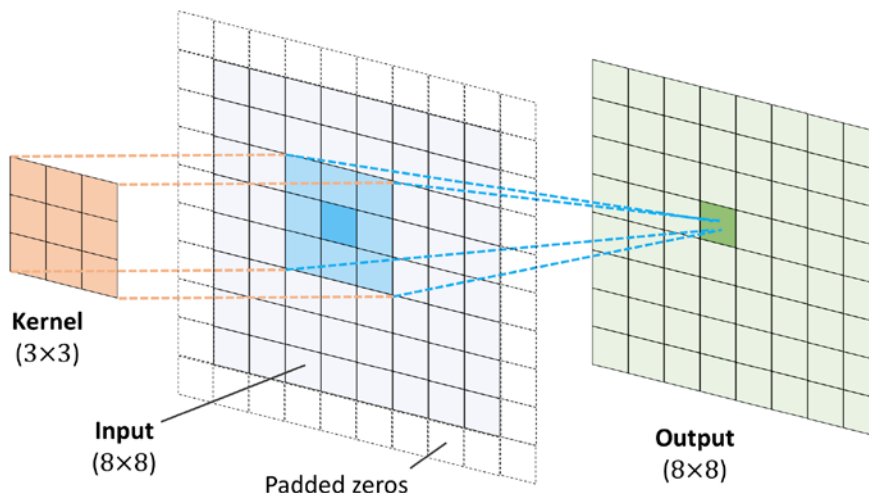 Kernel
(3×3)
Input
(8×8)
Padded zeros
Output
(8×8)